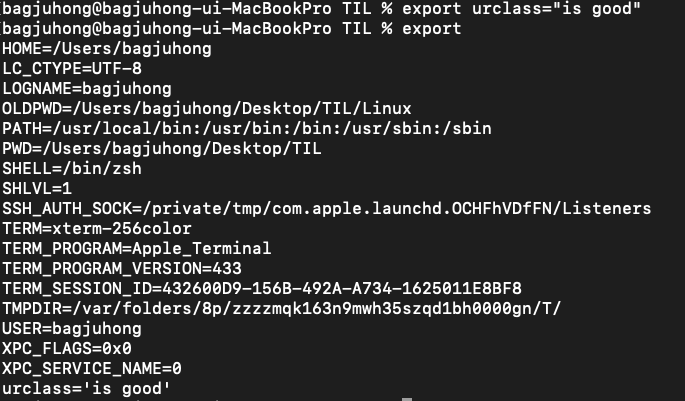 [bagjuhong@bagjuhong-ui-MacBookPro TIL % export urclass="is good"
[bagjuhong@bagjuhong-ui-MacBookPro TIL % export
HOME=/Users/bagjuhong
LC_CTYPE=UTF-8
LOGNAME=bagjuhong
OLDPWD=/Users/bagjuhong/Desktop/TIL/Linux
PATH=/usr/local/bin:/usr/bin:/bin:/usr/sbin:/sbin
PWD=/Users/bagjuhong/Desktop/TIL
SHELL=/bin/zsh
SHLVL=1
SSH_AUTH_SOCK=/private/tmp/com.apple.launchd.OCHFhVDfFN/Listeners
TERM=xterm-256color
TERM_PROGRAM=Apple_Terminal
TERM_PROGRAM_VERSION=433
TERM_SESSION_ID=432600D9-156B-492A-A734-1625011E8BF8
TMPDIR=/var/folders/8p/zzzzmqk163n9mwh35szqd1bh0000gn/T/
USER=bagjuhong
XPC_FLAGS=0x0
XPC_SERVICE_NAME=0
urclass='is good'